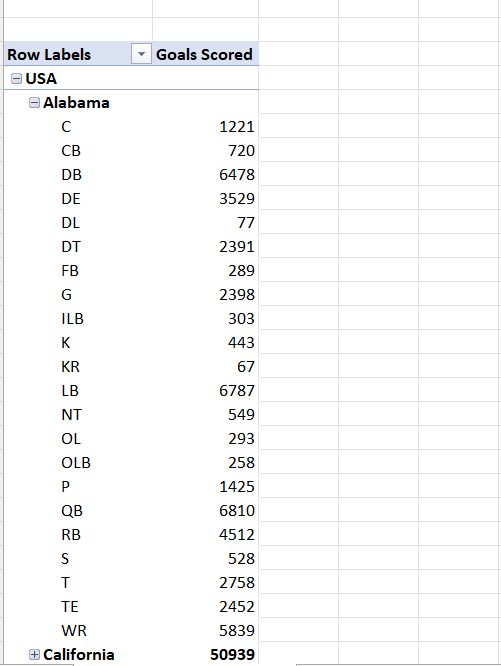 Row Labels Goals Scored
USA
Alabama
C 1221
CB 720
DB 6478
DE 3529
DL 77
DT 2391
FB 289
G 2398
ILB 303
K 443
KR 67
LB 6787
NT 549
OL 293
OLB 258
P 1425
QB 6810
RB 4512
S 528
T 2758
TE 2452
WR 5839
California 50939